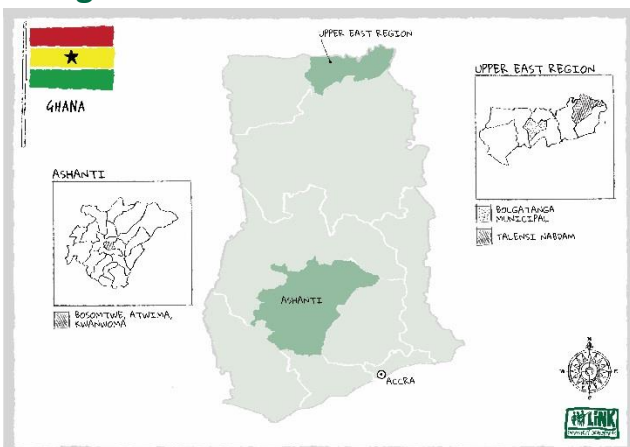 GHANA
UPPER EAST REGION
UPPER EAST REGION
BOLGATANGA
MUNICIPAL
TALENSI NABDAM
ASHANTI
BOSOMTWE, ATWIMA,
KWANWOMA
ASHANTI
ACCRA
LINK